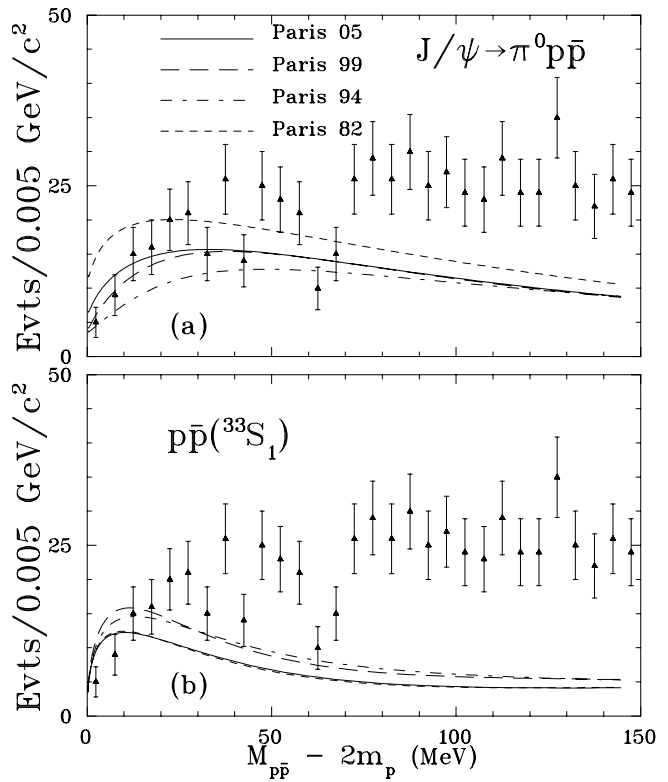 50
Paris 05
J/ψ→π⁰pp̄
Paris 99
Paris 94
Paris 82
25
Evts/0.005 GeV/c²
(a)
0
50
pp̄(³³S₁)
25
Evts/0.005 GeV/c²
(b)
0
0 50 100 150
M_pp̄ − 2m_p (MeV)